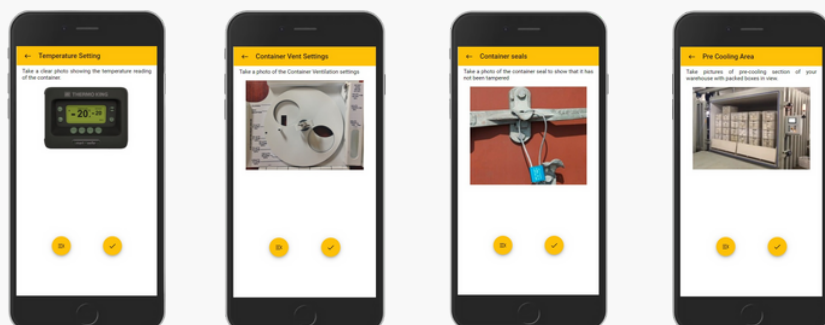 Temperature Setting
Take a clear photo showing the temperature reading
of the container.
THERMO KING
-20
-20
Container Vent Settings
Take a photo of the Container Ventilation settings
Container seals
Take a photo of the container seal to show that it has
not been tampered
Pre Cooling Area
Take pictures of pre-cooling section of your
warehouse with packed boxes in view.